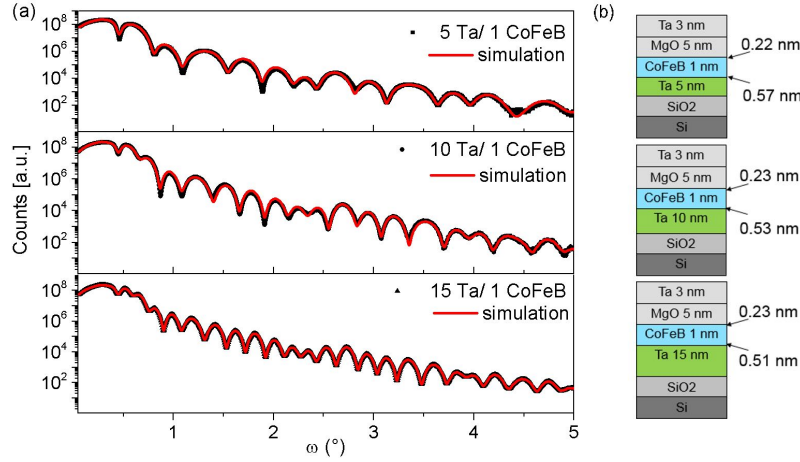 (a)
Counts [a.u.]
10^8
10^6
10^4
10^2
5 Ta/ 1 CoFeB
simulation
10^8
10^6
10^4
10^2
10 Ta/ 1 CoFeB
simulation
10^8
10^6
10^4
10^2
15 Ta/ 1 CoFeB
simulation
1 2 3 4 5
ω (°)
(b)
Ta 3 nm
MgO 5 nm
CoFeB 1 nm
Ta 5 nm
SiO2
Si
0.22 nm
0.57 nm
Ta 3 nm
MgO 5 nm
CoFeB 1 nm
Ta 10 nm
SiO2
Si
0.23 nm
0.53 nm
Ta 3 nm
MgO 5 nm
CoFeB 1 nm
Ta 15 nm
SiO2
Si
0.23 nm
0.51 nm